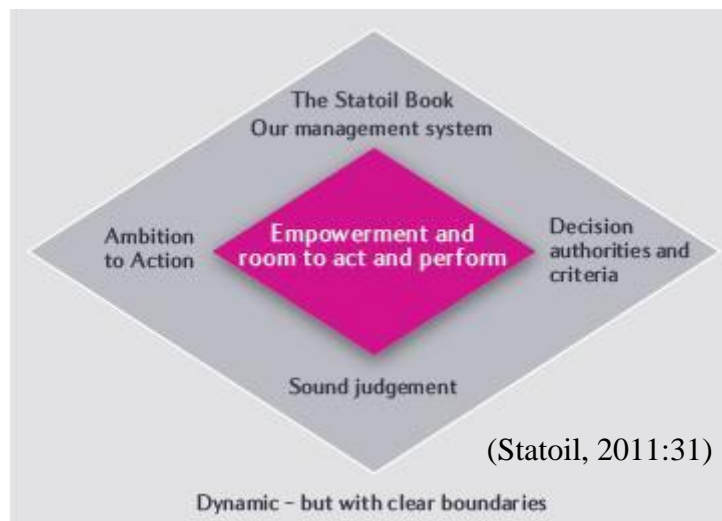 The Statoil Book
Our management system
Ambition
to Action
Empowerment and
room to act and perform
Decision
authorities and
criteria
Sound judgement
(Statoil, 2011:31)
Dynamic – but with clear boundaries